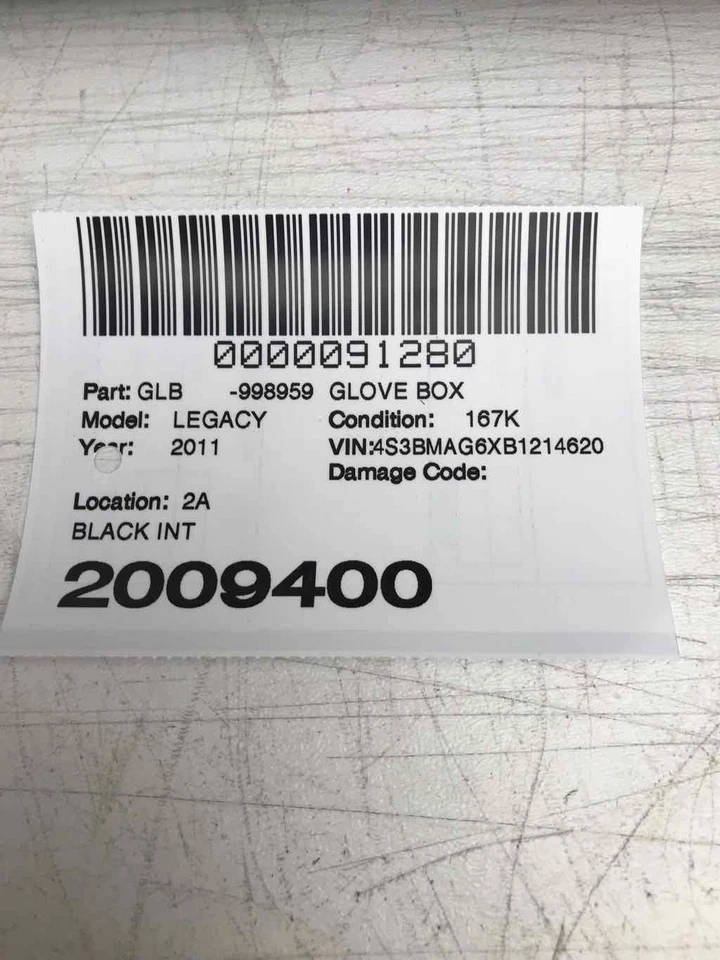 0000091280
Part: GLB -998959 GLOVE BOX
Model: LEGACY Condition: 167K
Year: 2011 VIN:4S3BMAG6XB1214620
Damage Code:
Location: 2A
BLACK INT
2009400